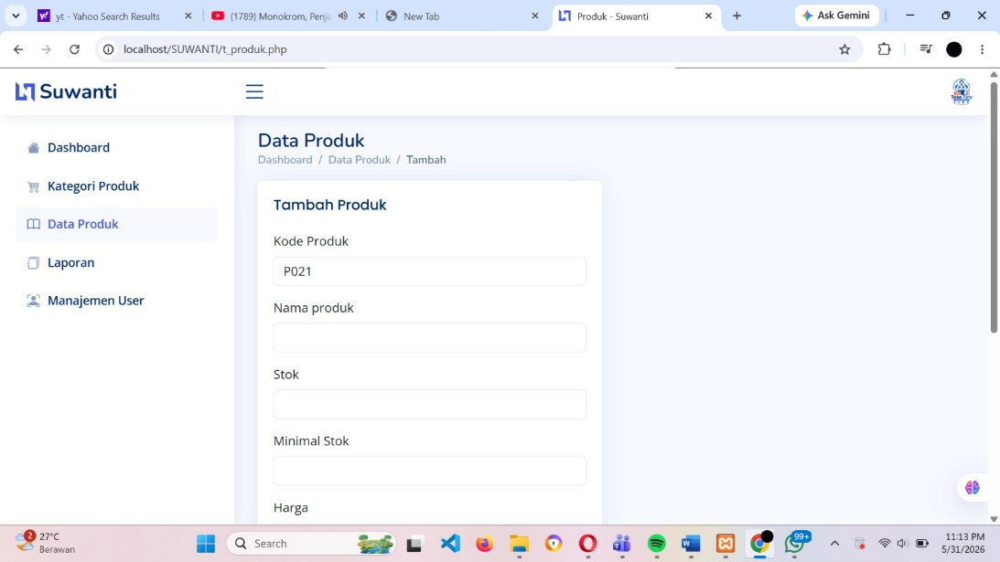 yt - Yahoo Search Results
(1789) Monokrom, Penja
New Tab
Produk - Suwanti
Ask Gemini
localhost/SUWANTI/t_produk.php
Suwanti
Dashboard
Kategori Produk
Data Produk
Laporan
Manajemen User
Data Produk
Dashboard / Data Produk / Tambah
Tambah Produk
Kode Produk
P021
Nama produk
Stok
Minimal Stok
Harga
2
27°C
Berawan
Search
99+
11:13 PM
5/31/2026